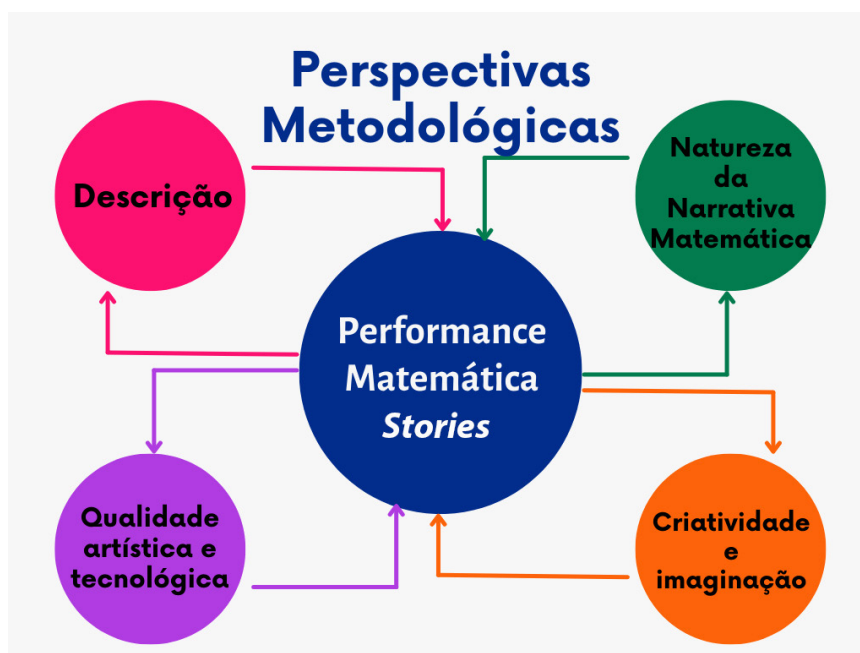 Perspectivas
Metodológicas
Descrição
Natureza
da
Narrativa
Matemática
Performance
Matemática
Stories
Qualidade
artística e
tecnológica
Criatividade
e
imaginação